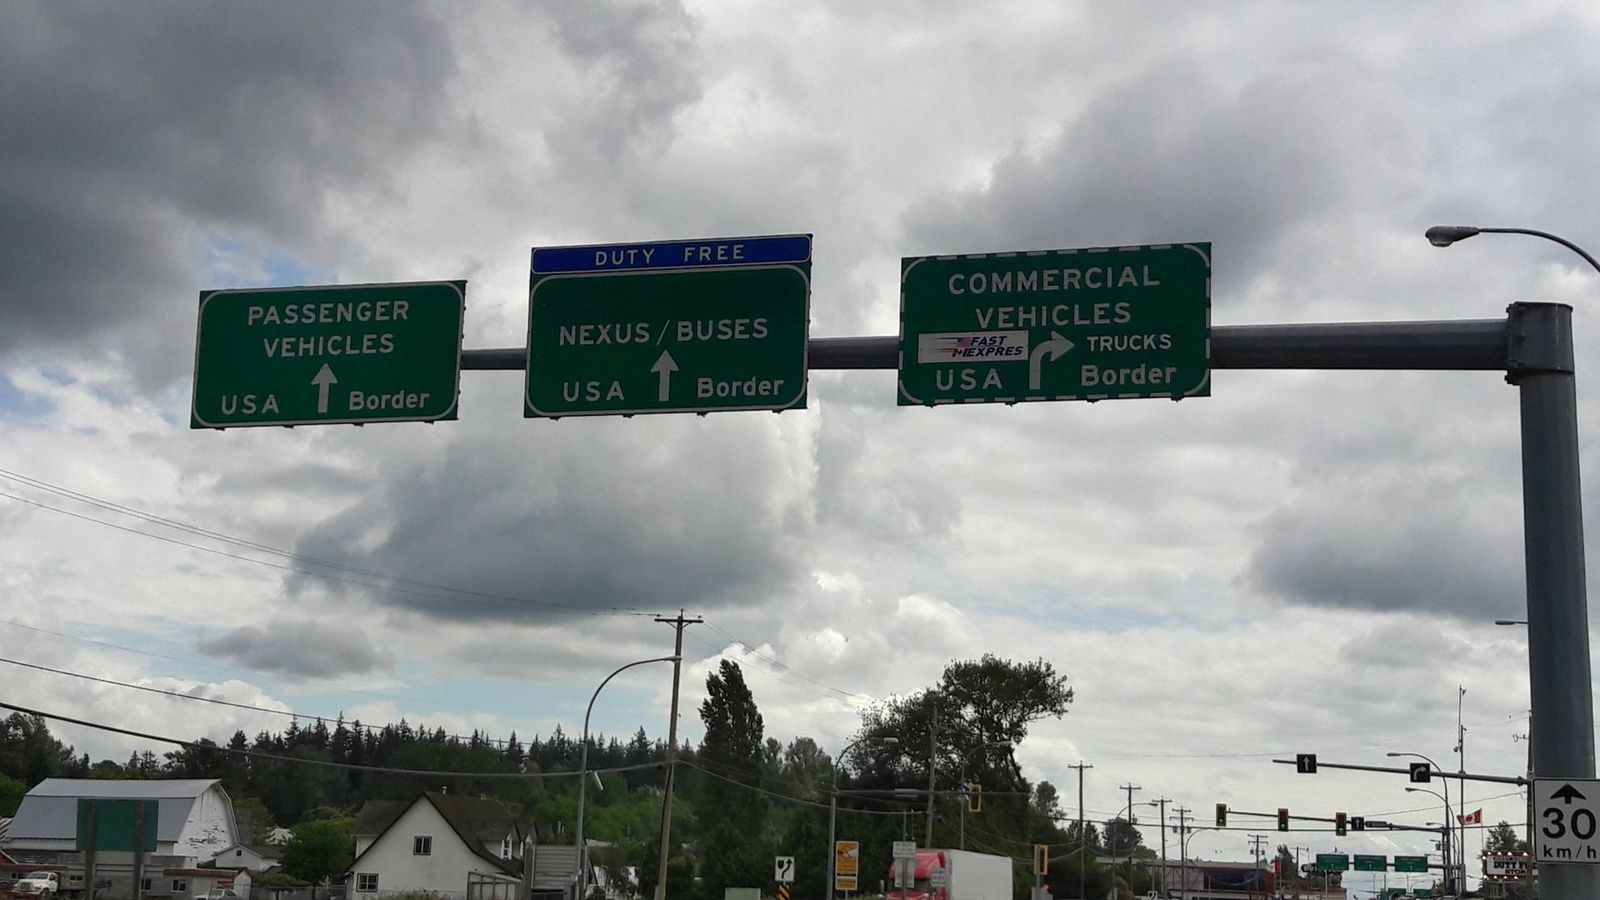 PASSENGER
VEHICLES
USA Border
DUTY FREE
NEXUS / BUSES
USA Border
COMMERCIAL
VEHICLES
FAST
EXPRES
TRUCKS
USA Border
30
km/h
DUTY